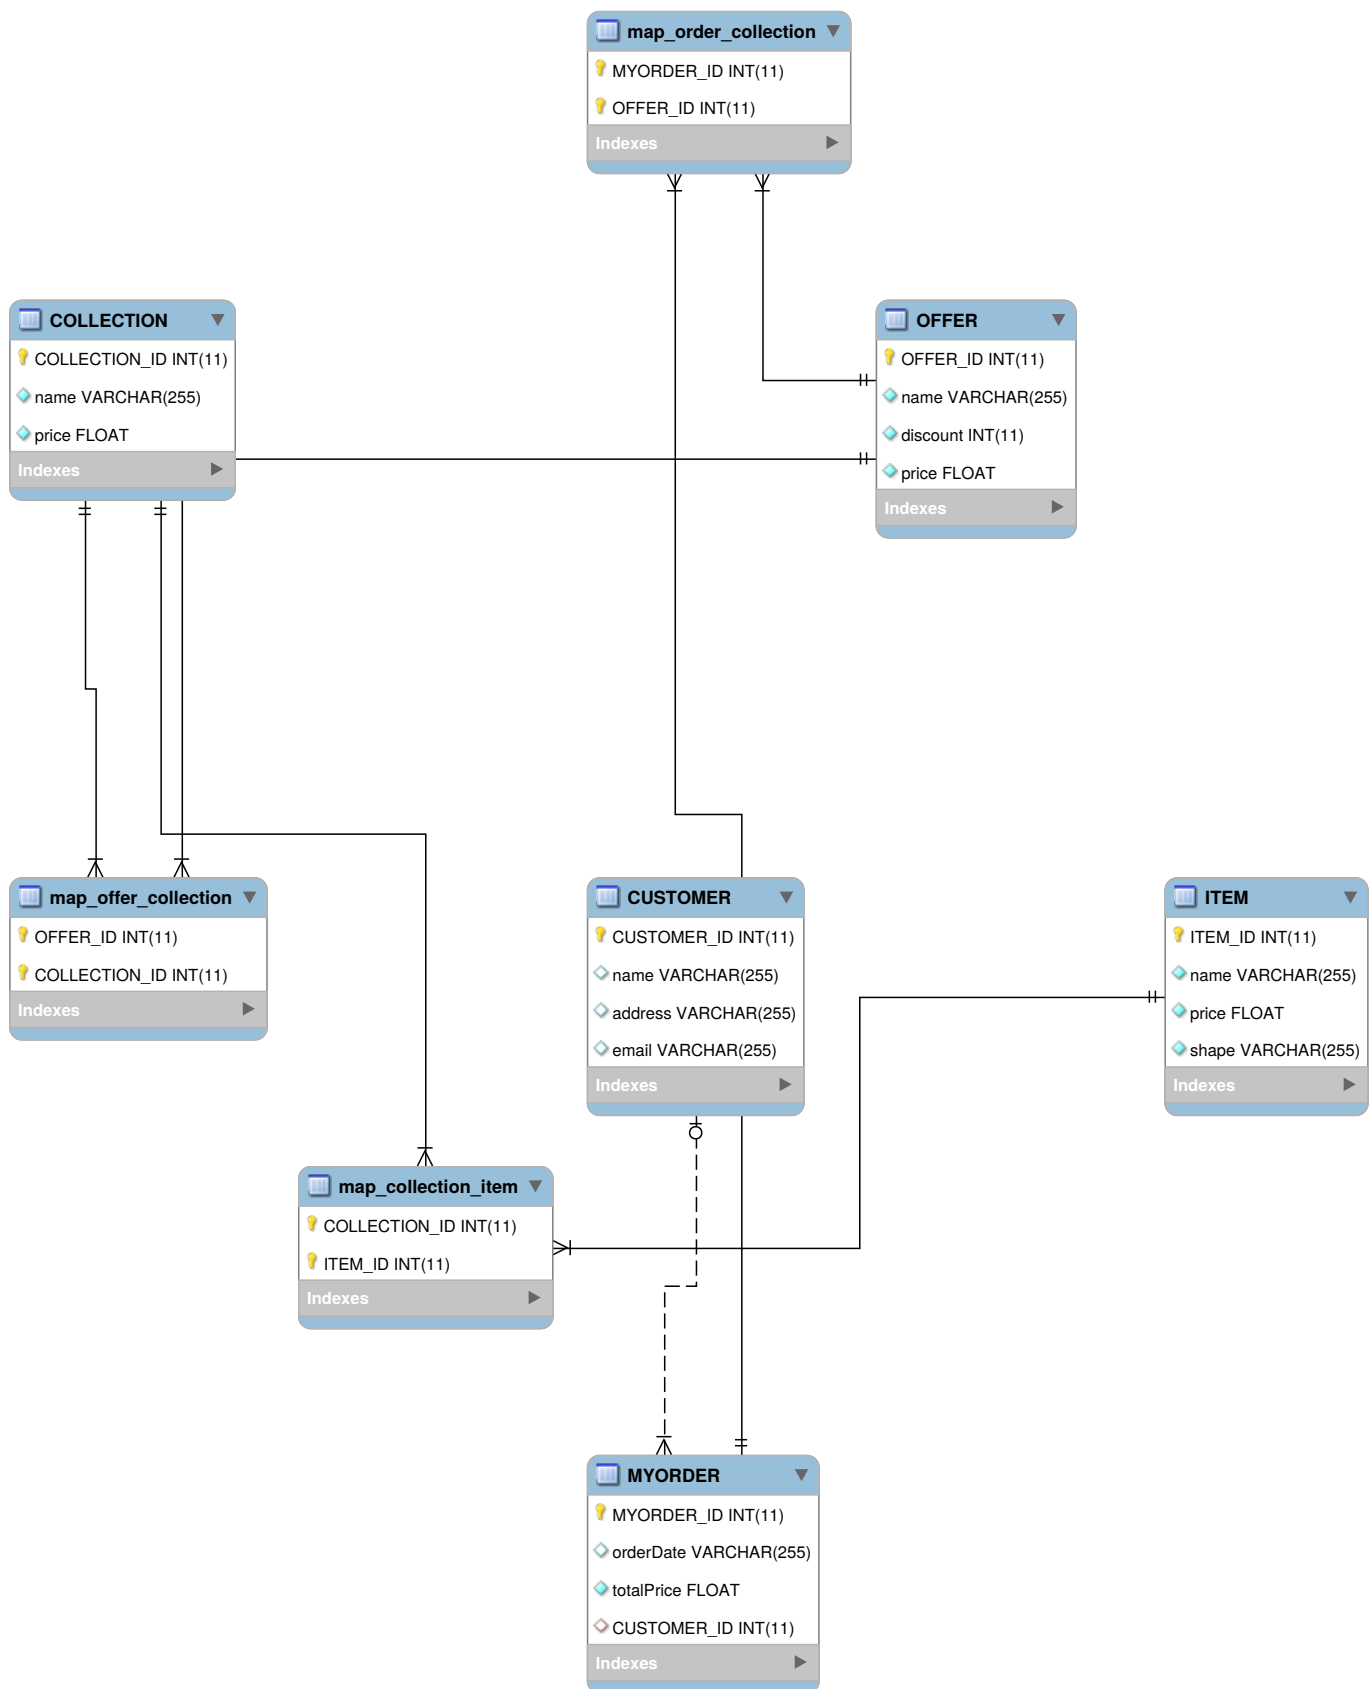 map_order_collection
MYORDER_ID INT(11)
OFFER_ID INT(11)
Indexes
COLLECTION
COLLECTION_ID INT(11)
name VARCHAR(255)
price FLOAT
Indexes
OFFER
OFFER_ID INT(11)
name VARCHAR(255)
discount INT(11)
price FLOAT
Indexes
map_offer_collection
OFFER_ID INT(11)
COLLECTION_ID INT(11)
Indexes
CUSTOMER
CUSTOMER_ID INT(11)
name VARCHAR(255)
address VARCHAR(255)
email VARCHAR(255)
Indexes
ITEM
ITEM_ID INT(11)
name VARCHAR(255)
price FLOAT
shape VARCHAR(255)
Indexes
map_collection_item
COLLECTION_ID INT(11)
ITEM_ID INT(11)
Indexes
MYORDER
MYORDER_ID INT(11)
orderDate VARCHAR(255)
totalPrice FLOAT
CUSTOMER_ID INT(11)
Indexes